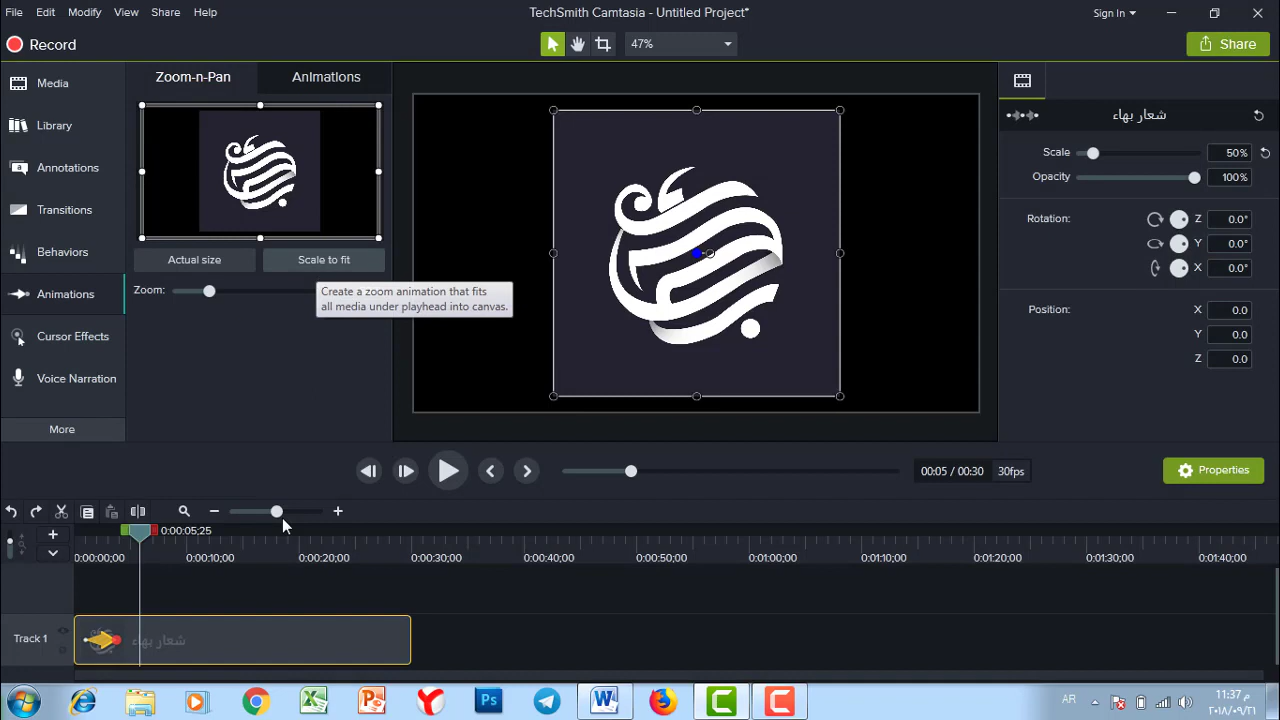 File Edit Modify View Share Help
TechSmith Camtasia - Untitled Project*
Sign In
Record
47%
Share
Media
Library
Annotations
Transitions
Behaviors
Animations
Cursor Effects
Voice Narration
More
Zoom-n-Pan
Animations
Actual size
Scale to fit
Zoom:
Create a zoom animation that fits
all media under playhead into canvas.
شعار بهاء
Scale 50%
Opacity 100%
Rotation: Z 0.0°
Y 0.0°
X 0.0°
Position: X 0.0
Y 0.0
Z 0.0
00:05 / 00:30 30fps
Properties
0:00:05;25
0:00:00;00 0:00:10;00 0:00:20;00 0:00:30;00 0:00:40;00 0:00:50;00 0:01:00;00 0:01:10;00 0:01:20;00 0:01:30;00 0:01:40;00
Track 1
شعار بهاء
AR
11:37 م
٢٠١٨/٠٩/٢١